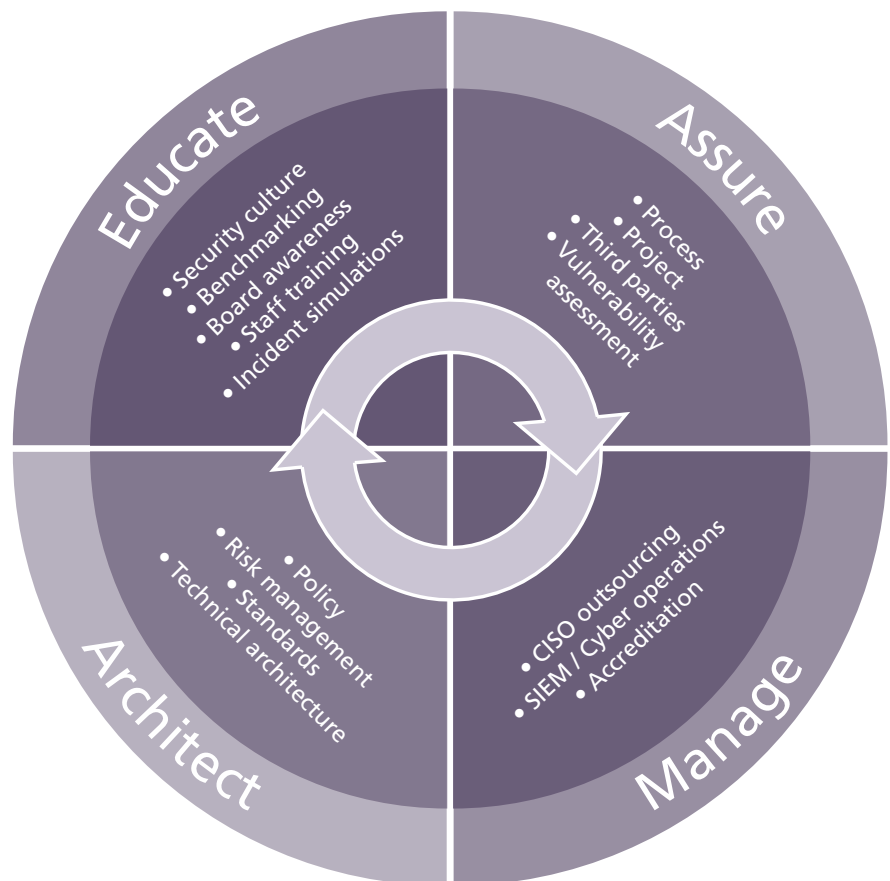 Educate
• Security culture
• Benchmarking
• Board awareness
• Staff training
• Incident simulations
Assure
• Process
• Project
• Third parties
• Vulnerability
assessment
Architect
• Policy
• Risk management
• Standards
• Technical architecture
Manage
• CISO outsourcing
• SIEM / Cyber operations
• Accreditation